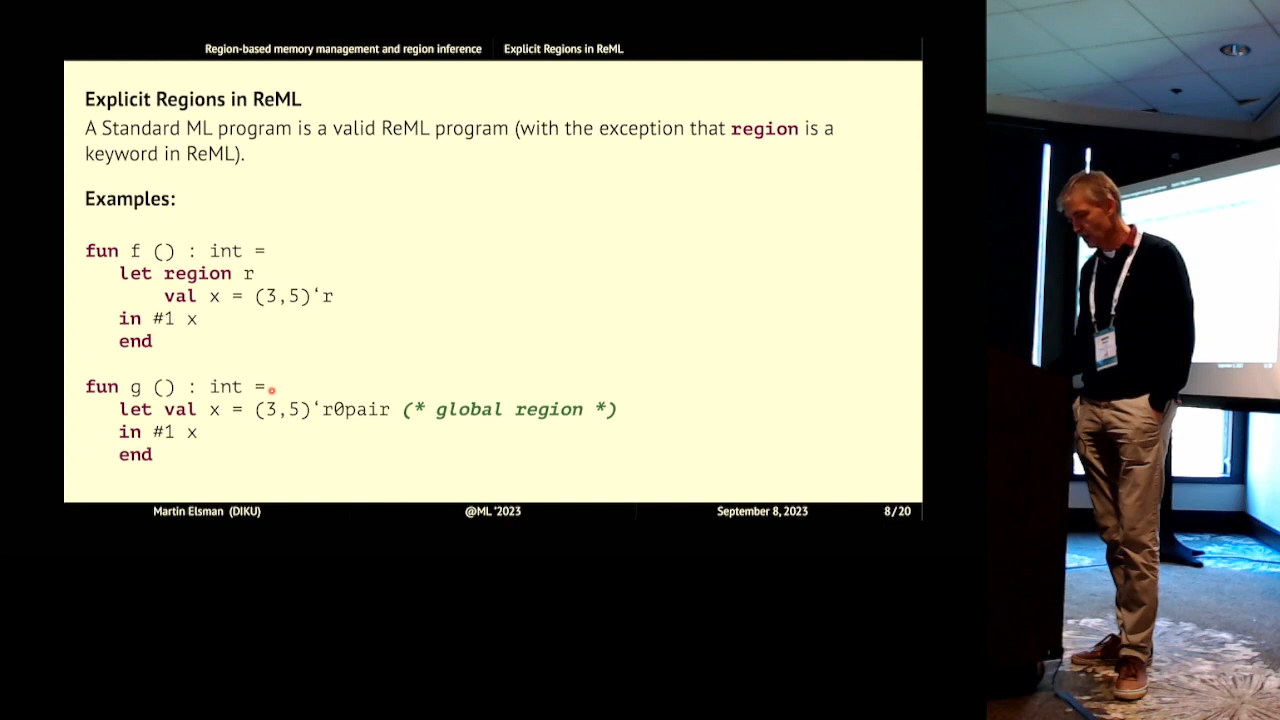 Region-based memory management and region inference Explicit Regions in ReML
Explicit Regions in ReML
A Standard ML program is a valid ReML program (with the exception that region is a
keyword in ReML).
Examples:
fun f () : int =
let region r
val x = (3,5)‘r
in #1 x
end
fun g () : int =
let val x = (3,5)‘r0pair (* global region *)
in #1 x
end
Martin Elsman (DIKU) @ML ’2023 September 8, 2023 8/20